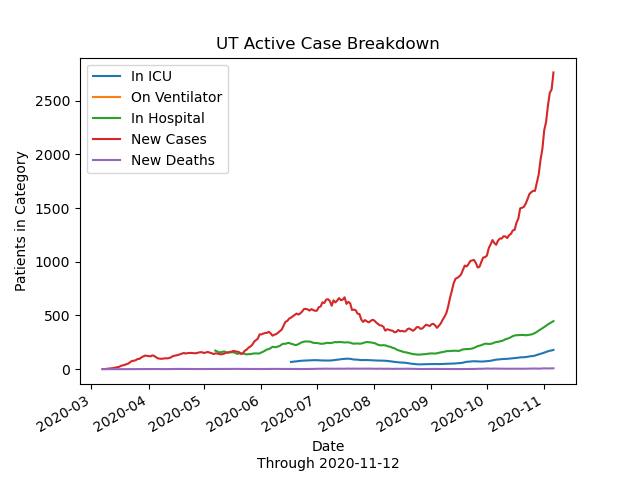 UT Active Case Breakdown
In ICU
On Ventilator
In Hospital
New Cases
New Deaths
Patients in Category
2500
2000
1500
1000
500
0
2020-03
2020-04
2020-05
2020-06
2020-07
2020-08
2020-09
2020-10
2020-11
Date
Through 2020-11-12